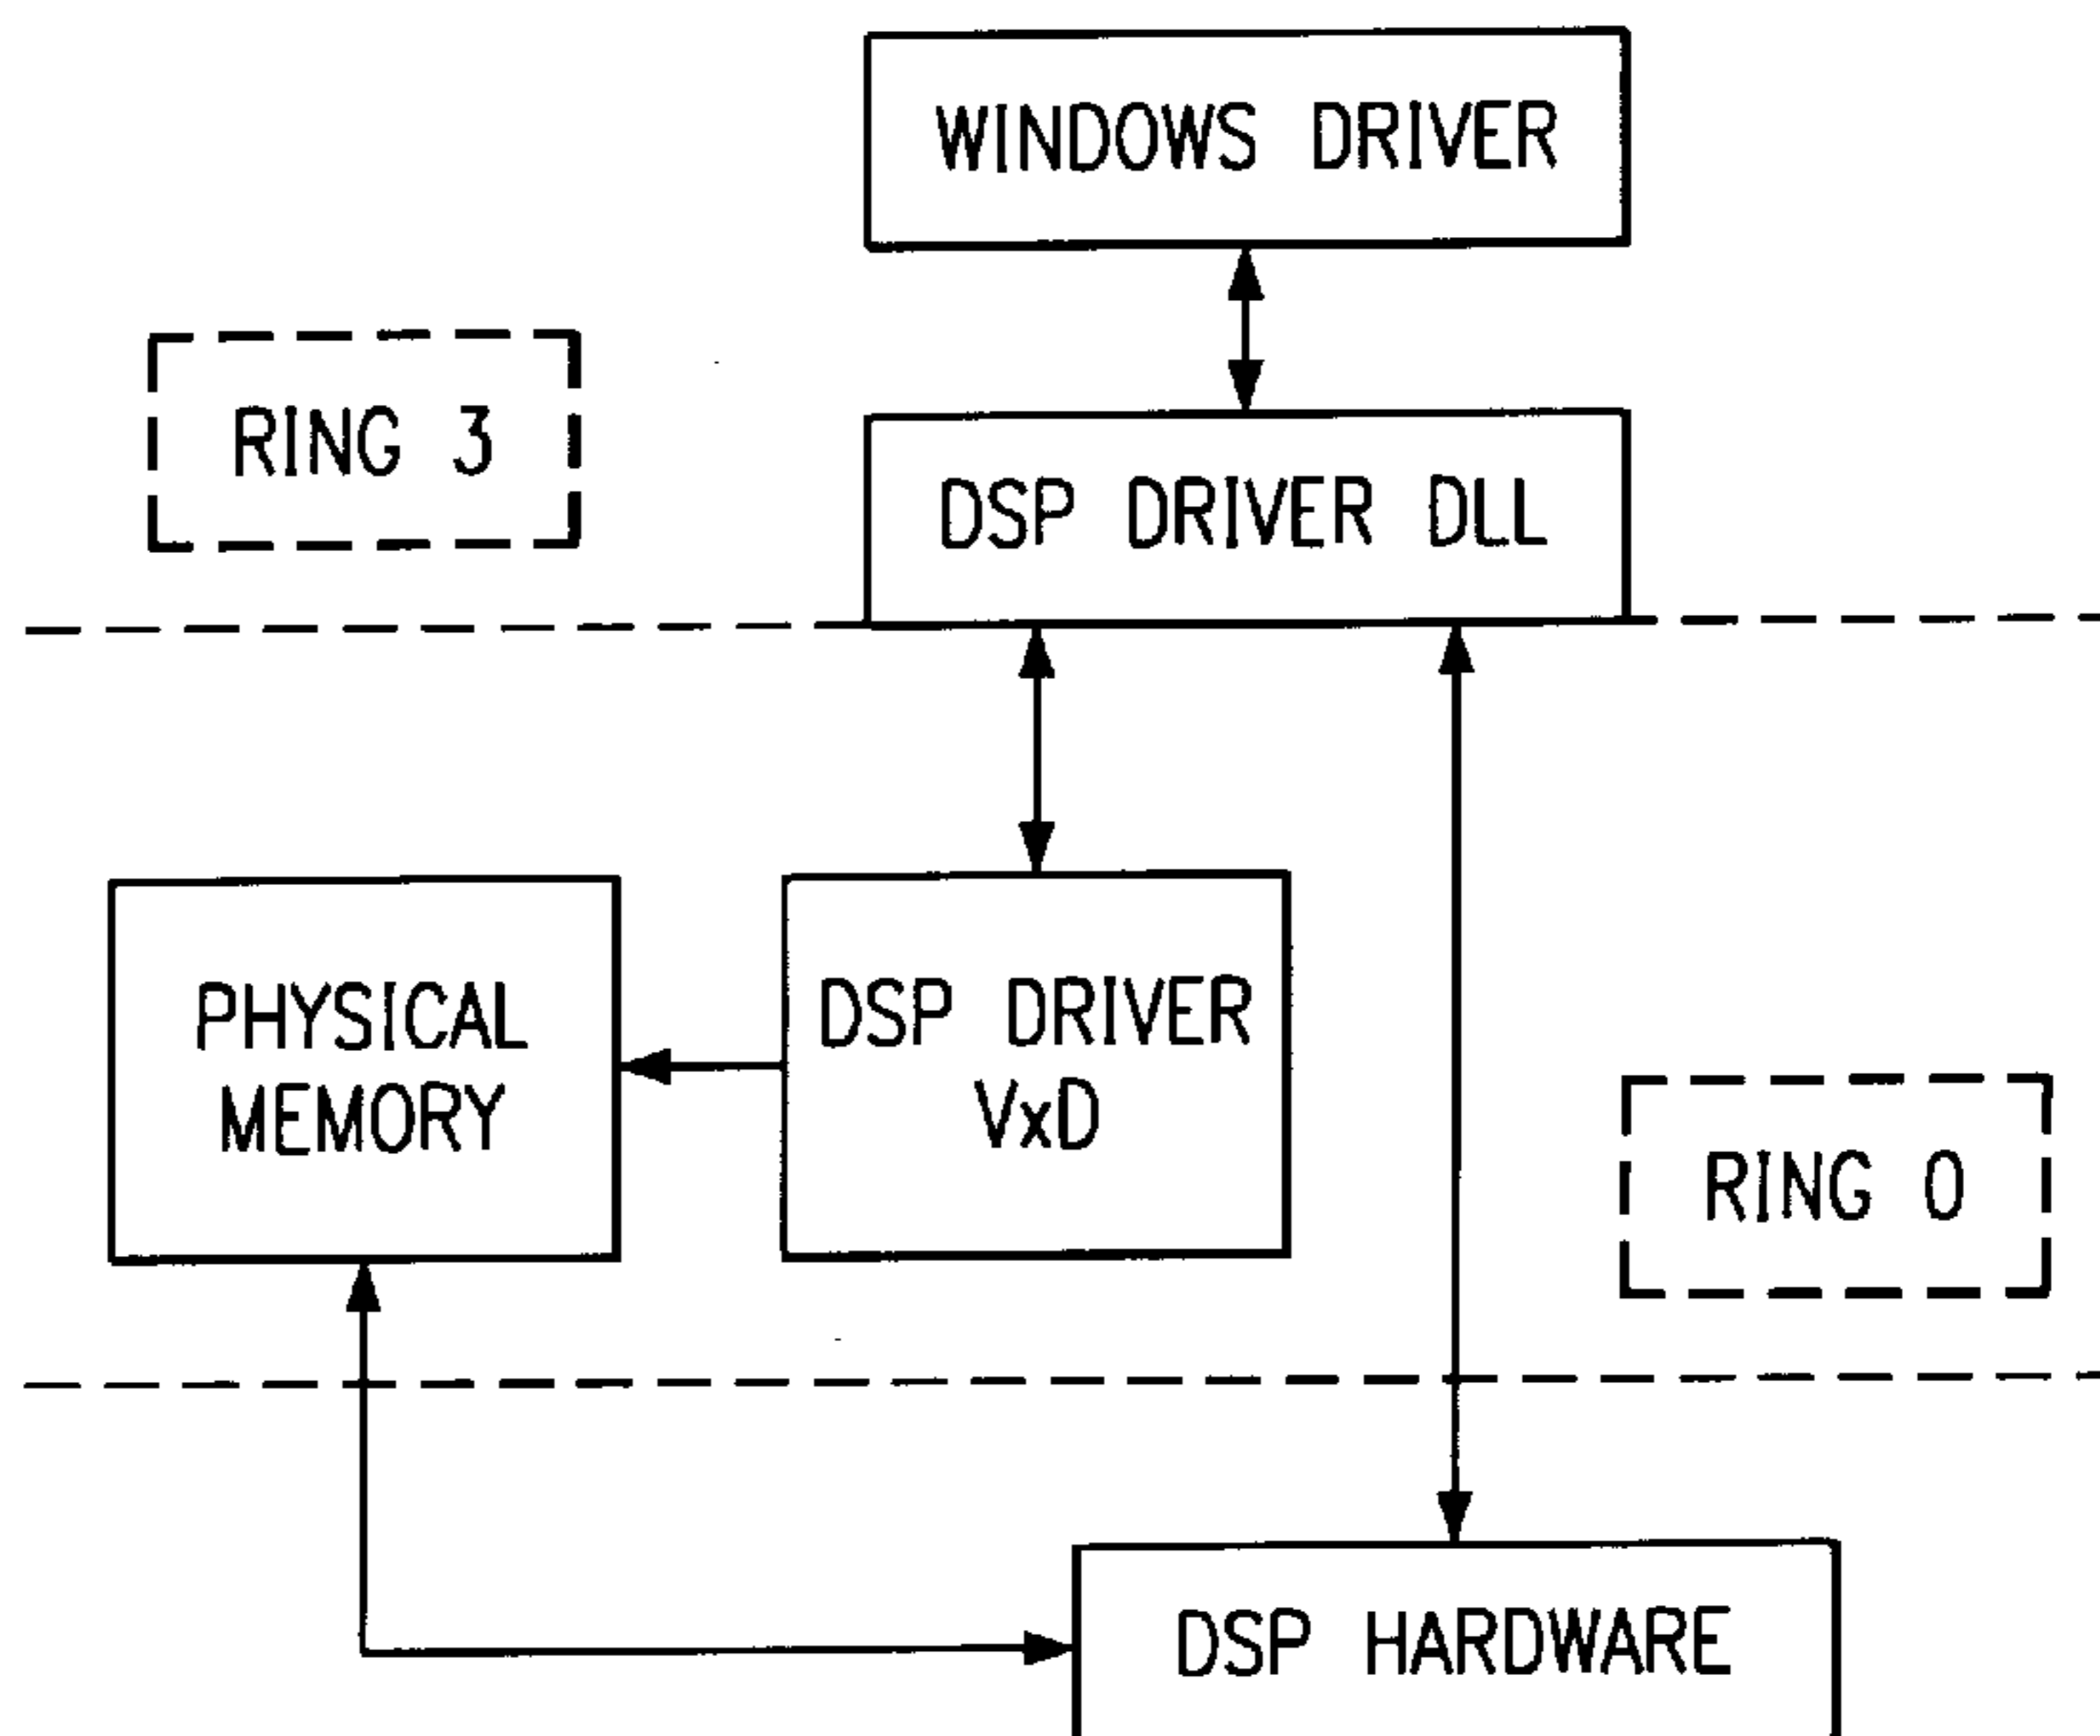 WINDOWS DRIVER
RING 3
DSP DRIVER DLL
PHYSICAL
MEMORY
DSP DRIVER
VxD
RING 0
DSP HARDWARE